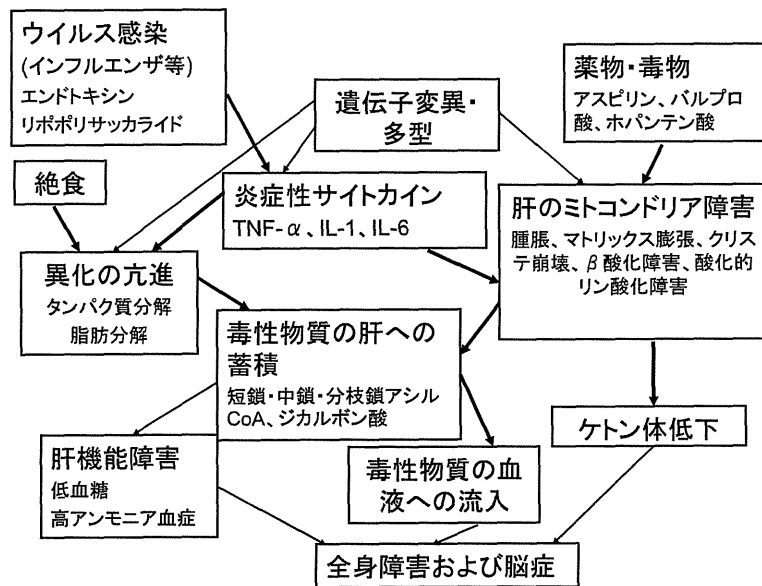 ウイルス感染
(インフルエンザ等)
エンドトキシン
リポポリサッカライド
遺伝子変異・
多型
薬物・毒物
アスピリン、バルプロ
酸、ホパンテン酸
絶食
炎症性サイトカイン
TNF-α、IL-1、IL-6
肝のミトコンドリア障害
腫脹、マトリックス膨張、クリス
テ崩壊、β酸化障害、酸化的
リン酸化障害
異化の亢進
タンパク質分解
脂肪分解
毒性物質の肝への
蓄積
短鎖・中鎖・分枝鎖アシル
CoA、ジカルボン酸
ケトン体低下
肝機能障害
低血糖
高アンモニア血症
毒性物質の血
液への流入
全身障害および脳症